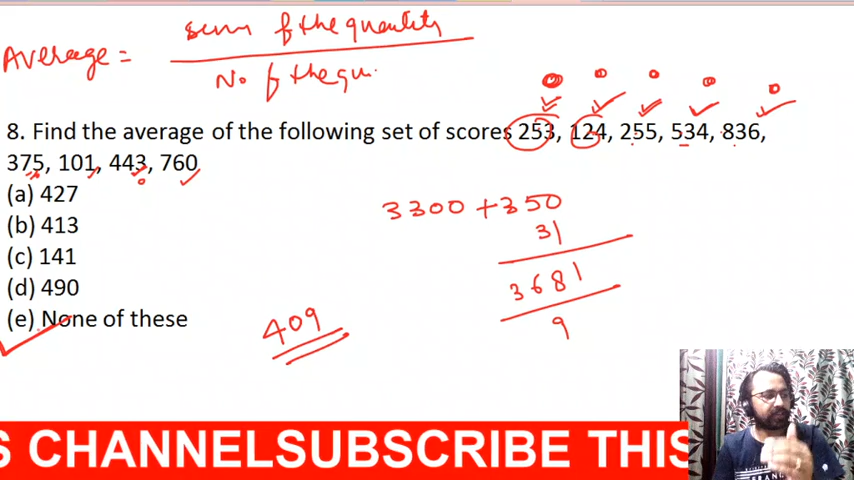 sum of the quantity
Average =
No of the qu
8. Find the average of the following set of scores 253, 124, 255, 534, 836,
375, 101, 443, 760
(a) 427
(b) 413
(c) 141
(d) 490
(e) None of these
3300 + 350
31
3681
9
409
S CHANNELSUBSCRIBE THIS